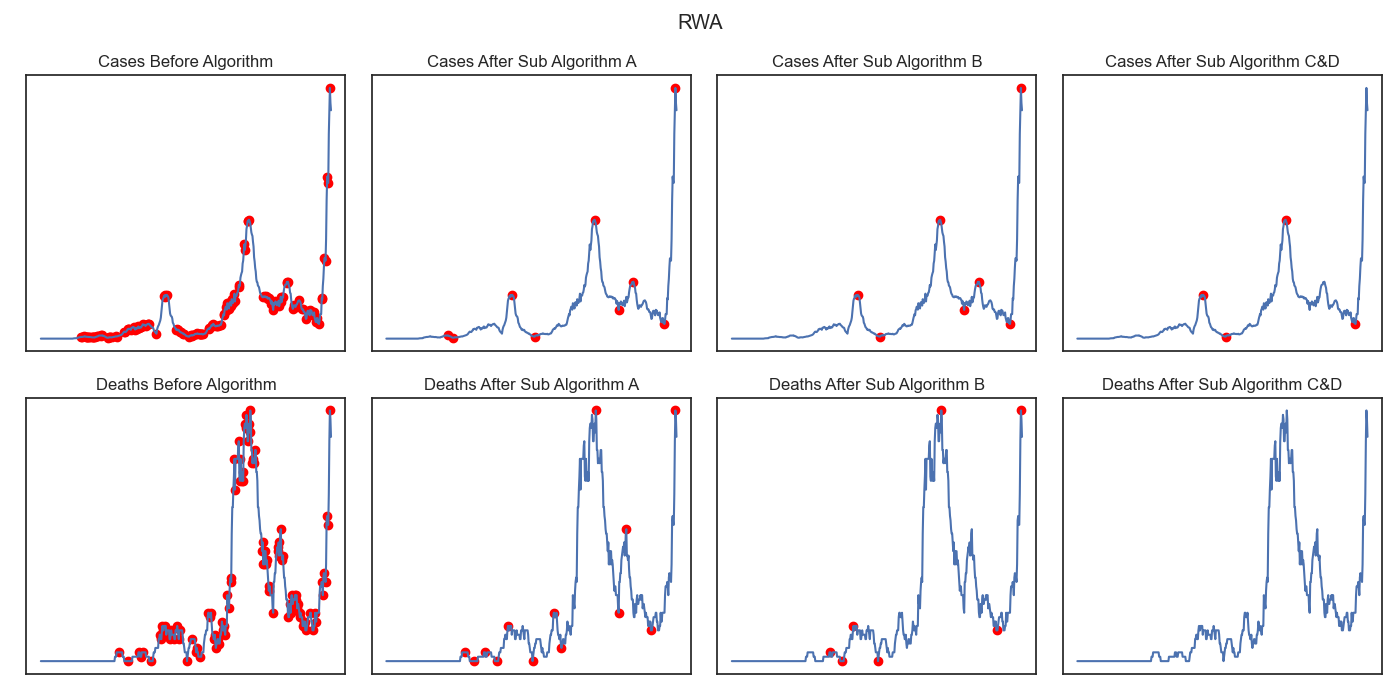 RWA
Cases Before Algorithm
Cases After Sub Algorithm A
Cases After Sub Algorithm B
Cases After Sub Algorithm C&D
Deaths Before Algorithm
Deaths After Sub Algorithm A
Deaths After Sub Algorithm B
Deaths After Sub Algorithm C&D